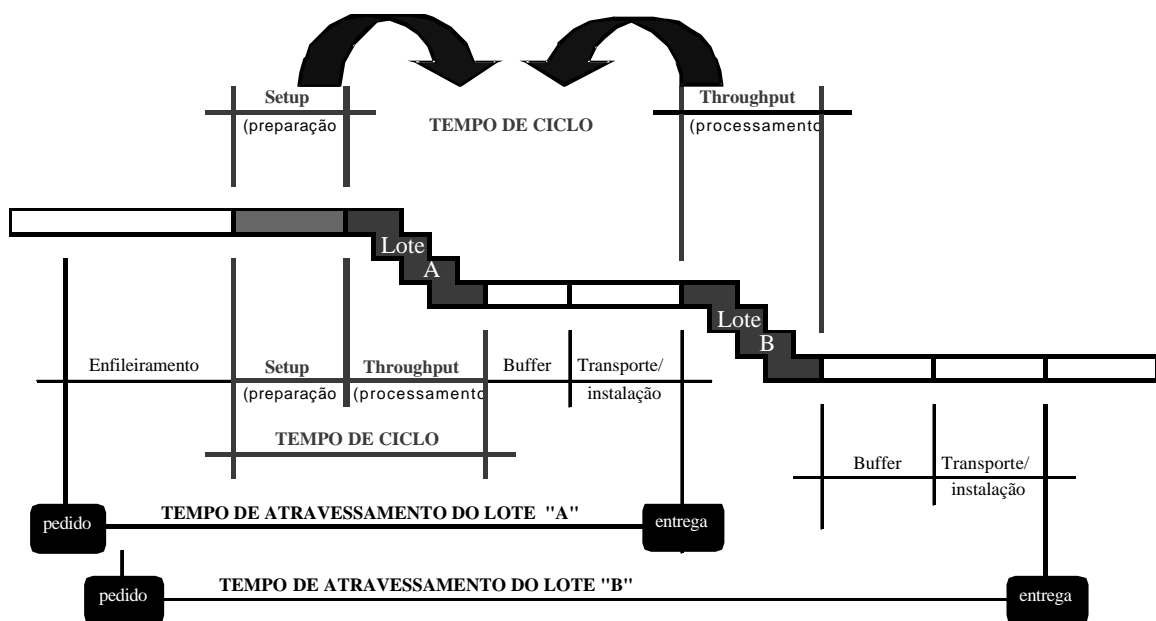 Setup
(preparação
TEMPO DE CICLO
Throughput
(processamento
Lote
A
Lote
B
Enfileiramento
Setup
(preparação
Throughput
(processamento
Buffer
Transporte/
instalação
TEMPO DE CICLO
Buffer
Transporte/
instalação
pedido
TEMPO DE ATRAVESSAMENTO DO LOTE "A"
entrega
pedido
TEMPO DE ATRAVESSAMENTO DO LOTE "B"
entrega